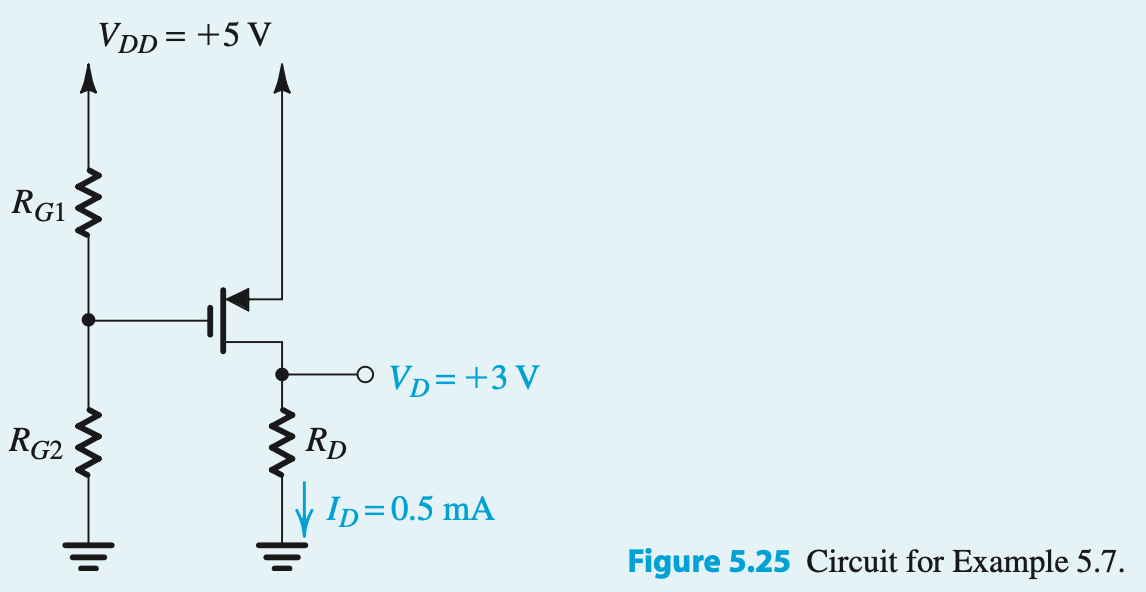 V_DD = +5 V
R_G1
V_D = +3 V
R_G2
R_D
I_D = 0.5 mA
Figure 5.25 Circuit for Example 5.7.